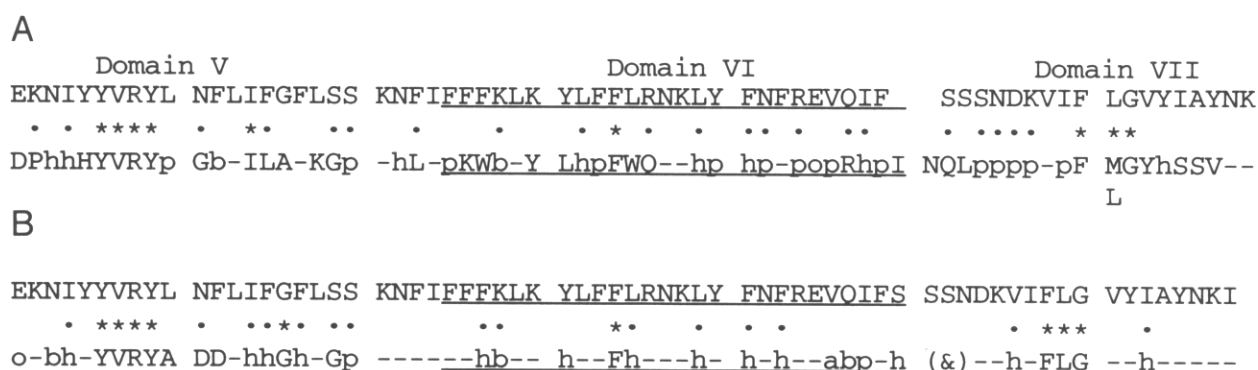 A
Domain V Domain VI Domain VII
EKNIYYVRYL NFLIFGFLSS KNFIFFFKLK YLFFLRNKLY FNFREVQIF SSSNDKVIF LGVYIAYNK
• • **** • *• •• • • • * • • •• • •• • ••• * **
DPhhHYVRYp Gb-ILA-KGp -hL-pKWb-Y LhpFWQ--hp hp-popRhpI NQLpppp-pF MGYhSSV--
L
B
EKNIYYVRYL NFLIFGFLSS KNFIFFFKLK YLFFLRNKLY FNFREVQIFS SSNDKVIFLG VYIAYNKI
• **** • ••*• •• •• • *• • • • • *** •
o-bh-YVRYA DD-hhGh-Gp ------hb-- h--Fh---h- h-h--abp-h (&)--h-FLG --h-----